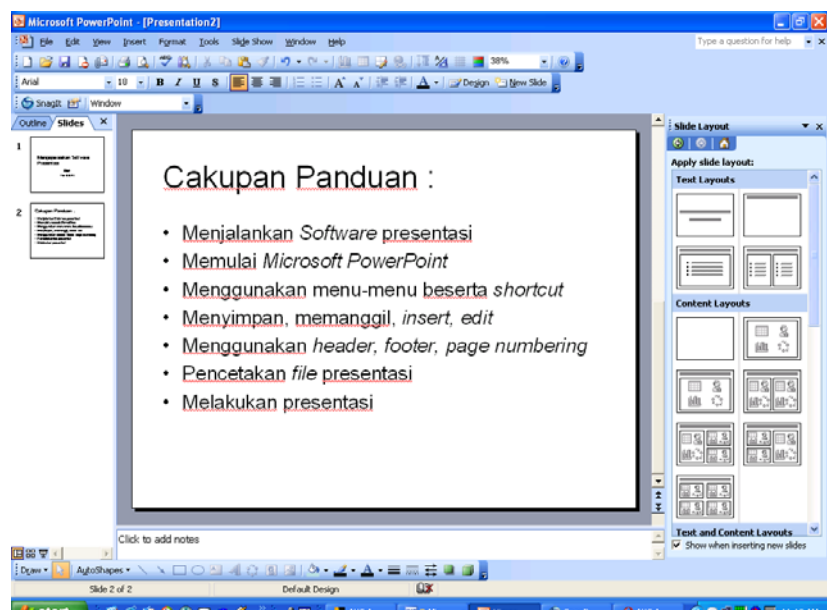 Microsoft PowerPoint - [Presentation2]
File Edit View Insert Format Tools Slide Show Window Help
Type a question for help
38%
Arial 18 B I U S A A A Design New Slide
SnagIt Window
Outline Slides
Slide Layout
1
Apply slide layout:
Text Layouts
Cakupan Panduan :
2
• Menjalankan Software presentasi
• Memulai Microsoft PowerPoint
• Menggunakan menu-menu beserta shortcut
Content Layouts
• Menyimpan, memanggil, insert, edit
• Menggunakan header, footer, page numbering
• Pencetakan file presentasi
• Melakukan presentasi
Text and Content Layouts
Click to add notes
Show when inserting new slides
Draw AutoShapes A
Slide 2 of 2 Default Design